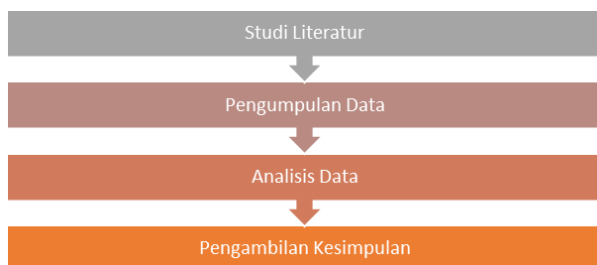 Studi Literatur
Pengumpulan Data
Analisis Data
Pengambilan Kesimpulan